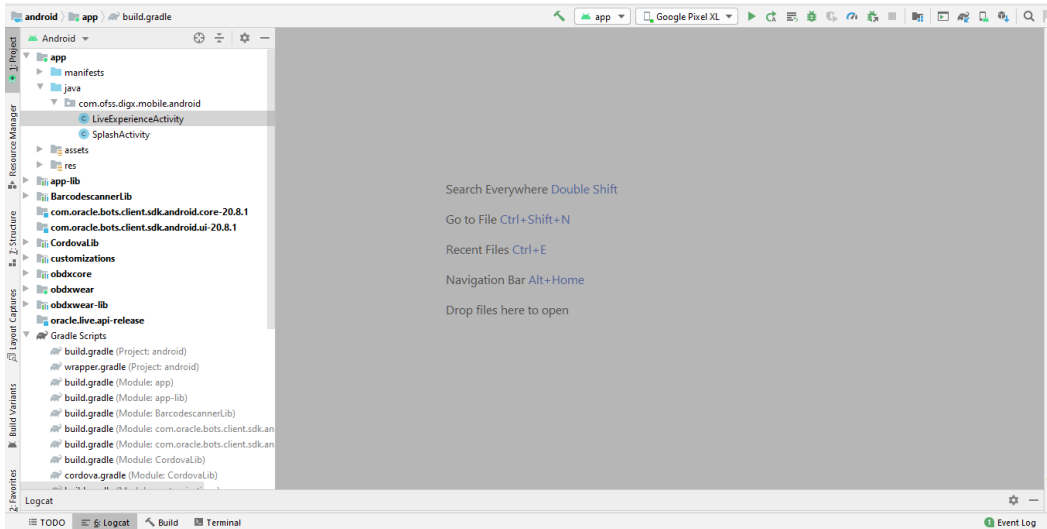 android app build.gradle
app Google Pixel XL
Android
1: Project
Resource Manager
7: Structure
Layout Captures
Build Variants
2: Favorites
app
manifests
java
com.ofss.digx.mobile.android
LiveExperienceActivity
SplashActivity
assets
res
app-lib
BarcodescannerLib
com.oracle.bots.client.sdk.android.core-20.8.1
com.oracle.bots.client.sdk.android.ui-20.8.1
CordovaLib
customizations
obdxcore
obdxwear
obdxwear-lib
oracle.live.api-release
Gradle Scripts
build.gradle (Project: android)
wrapper.gradle (Project: android)
build.gradle (Module: app)
build.gradle (Module: app-lib)
build.gradle (Module: BarcodescannerLib)
build.gradle (Module: com.oracle.bots.client.sdk.an
build.gradle (Module: com.oracle.bots.client.sdk.an
build.gradle (Module: CordovaLib)
cordova.gradle (Module: CordovaLib)
Search Everywhere Double Shift
Go to File Ctrl+Shift+N
Recent Files Ctrl+E
Navigation Bar Alt+Home
Drop files here to open
Logcat
TODO 6: Logcat Build Terminal
1 Event Log